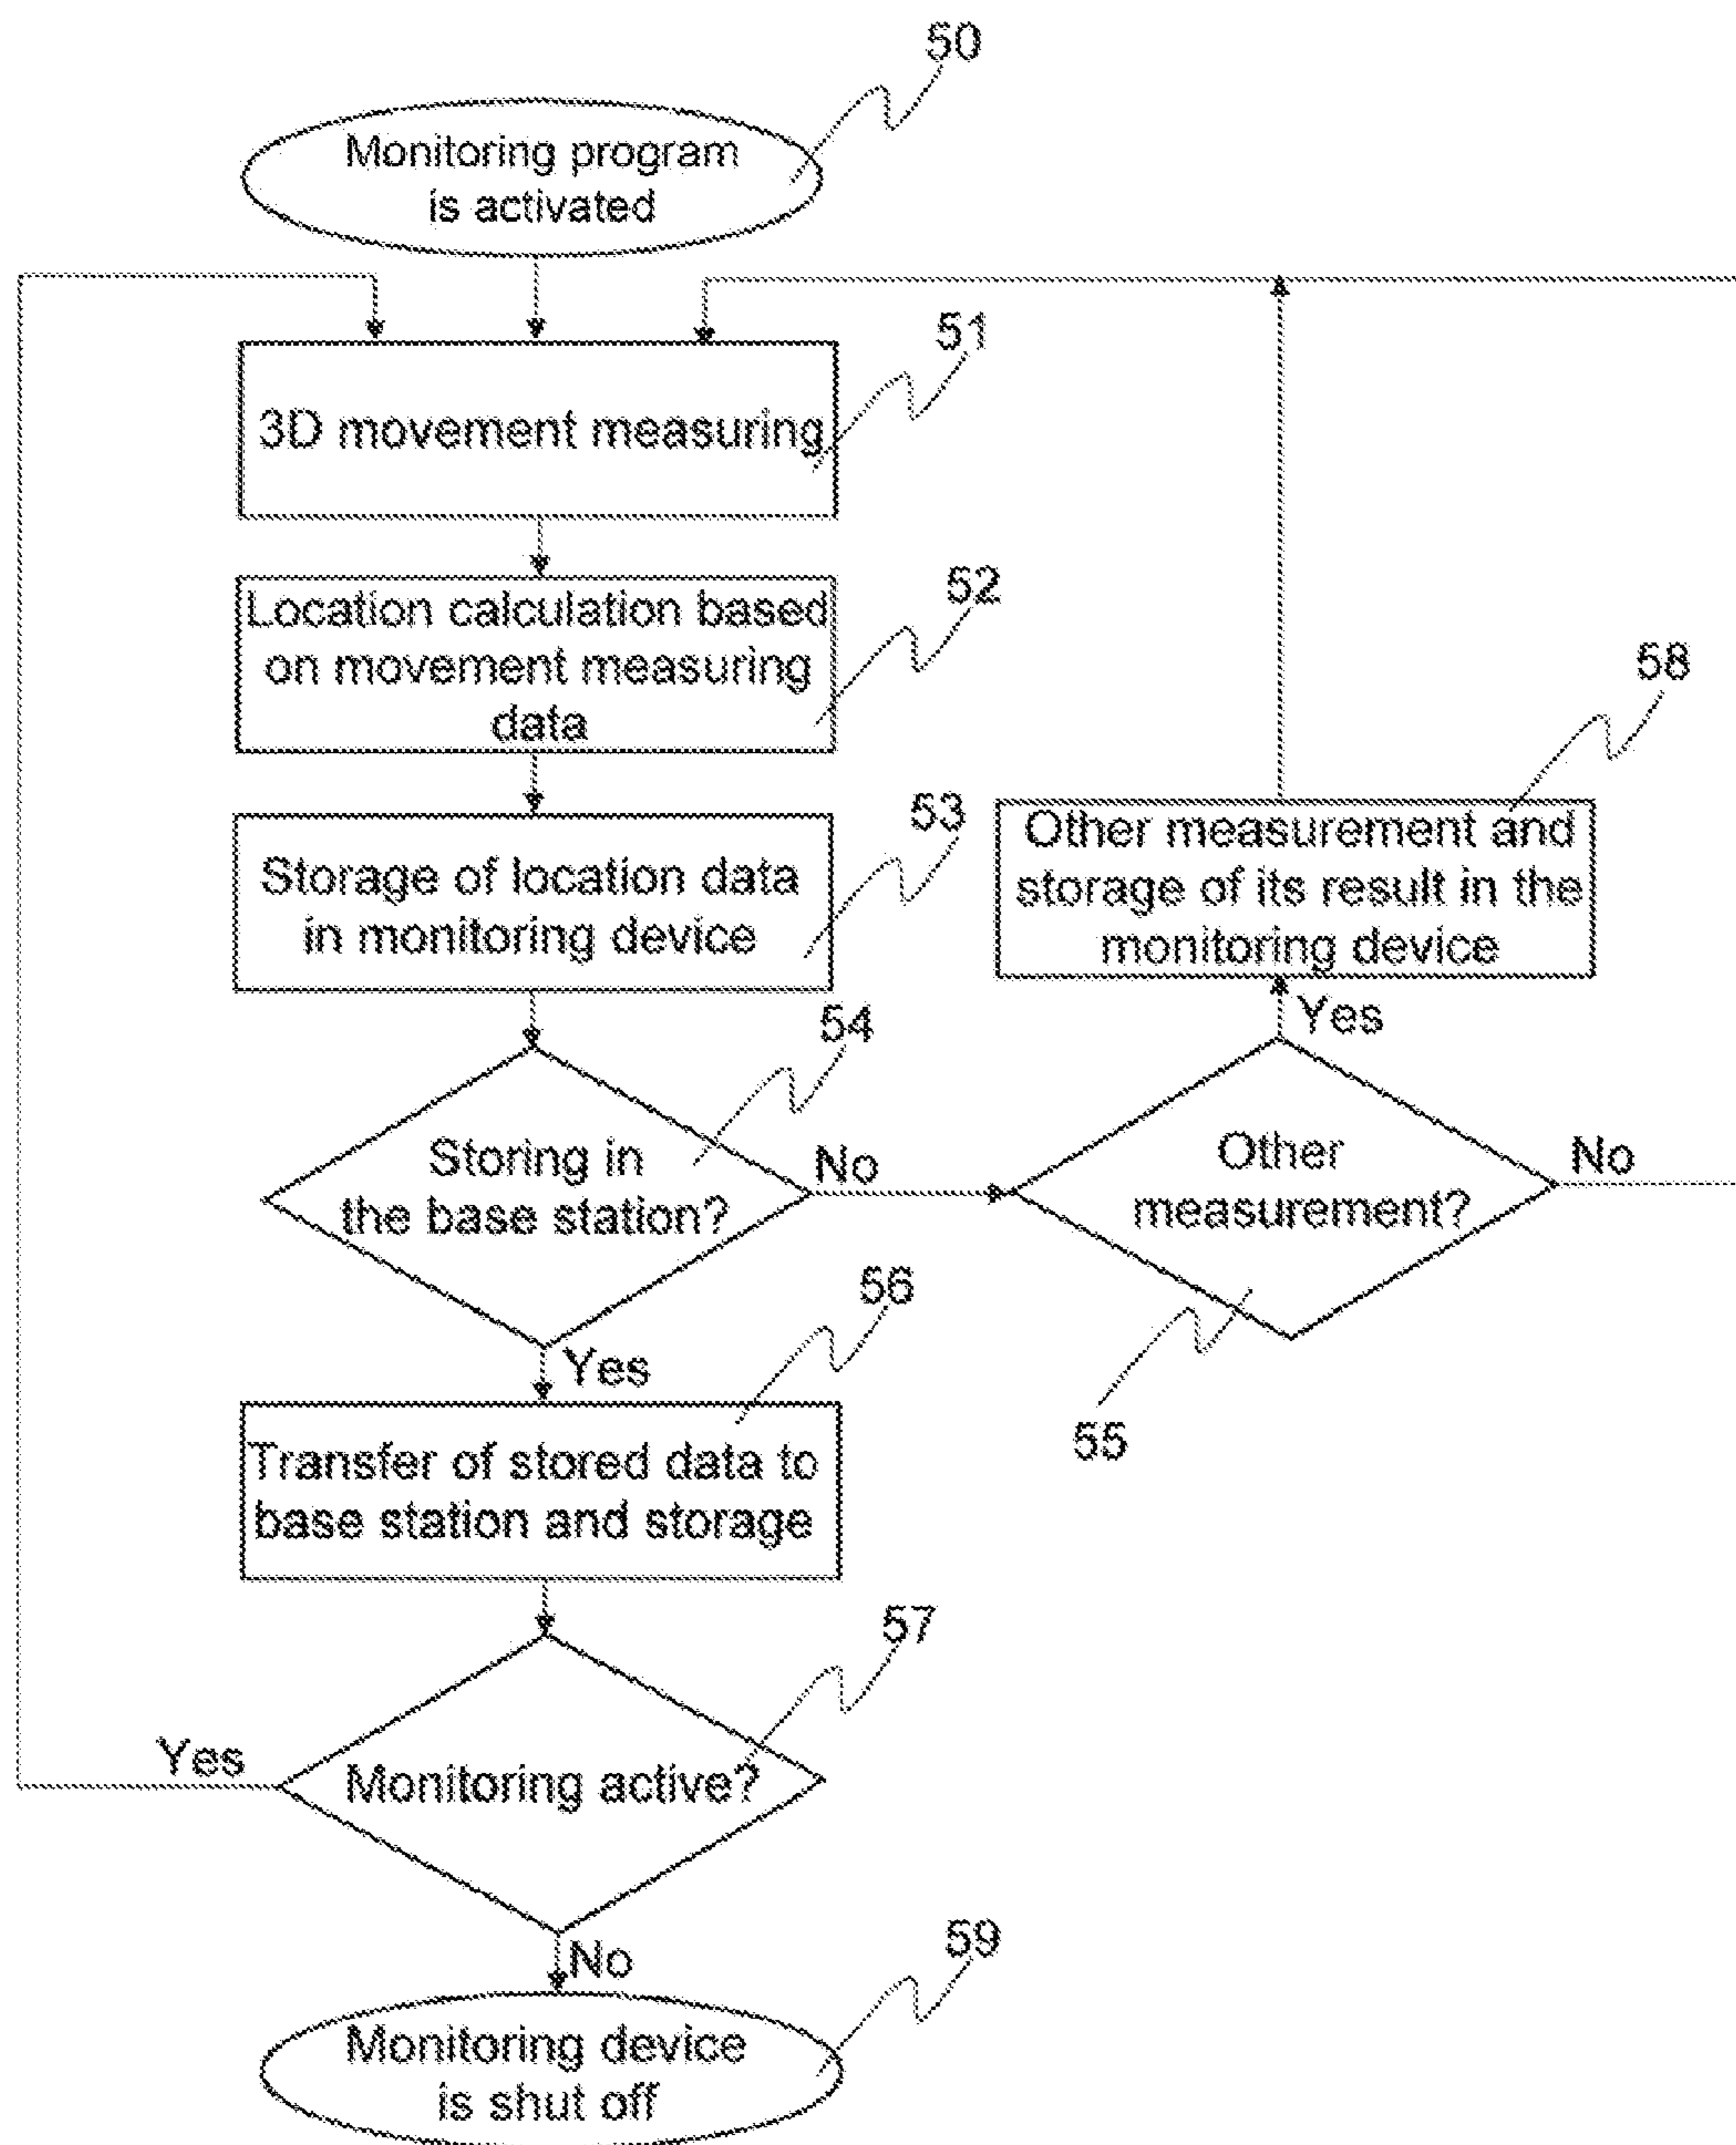 50
Monitoring program
is activated
51
3D movement measuring
52
Location calculation based
on movement measuring
data
53
Storage of location data
in monitoring device
58
Other measurement and
storage of its result in the
monitoring device
54
Yes
Storing in
the base station?
No
Other
measurement?
No
55
56
Yes
Transfer of stored data to
base station and storage
57
Yes
Monitoring active?
No
59
Monitoring device
is shut off